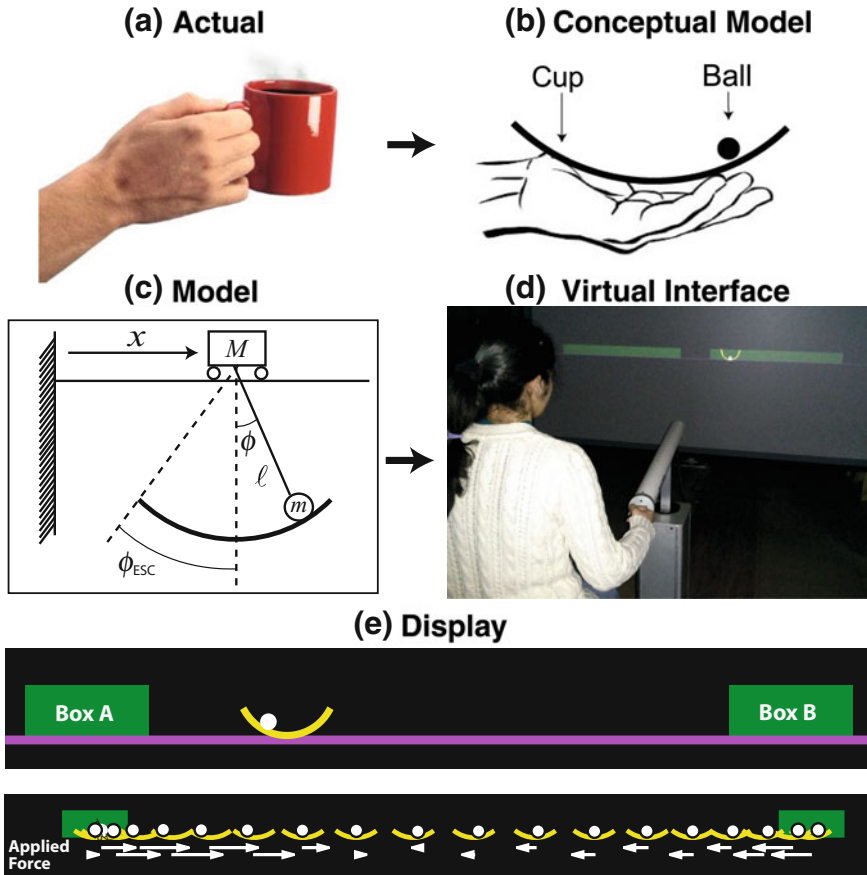 (a) Actual
(b) Conceptual Model
Cup
Ball
(c) Model
x
M
ϕ
ℓ
m
ϕESC
(d) Virtual Interface
(e) Display
Box A
Box B
Applied
Force